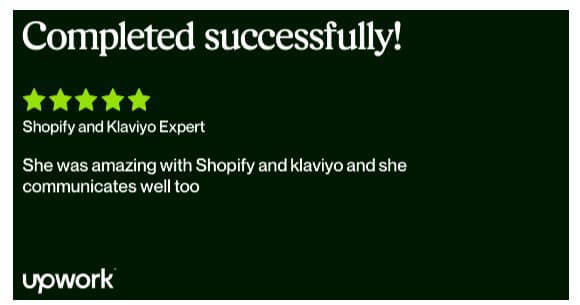 Completed successfully!
Shopify and Klaviyo Expert
She was amazing with Shopify and klaviyo and she
communicates well too
upwork